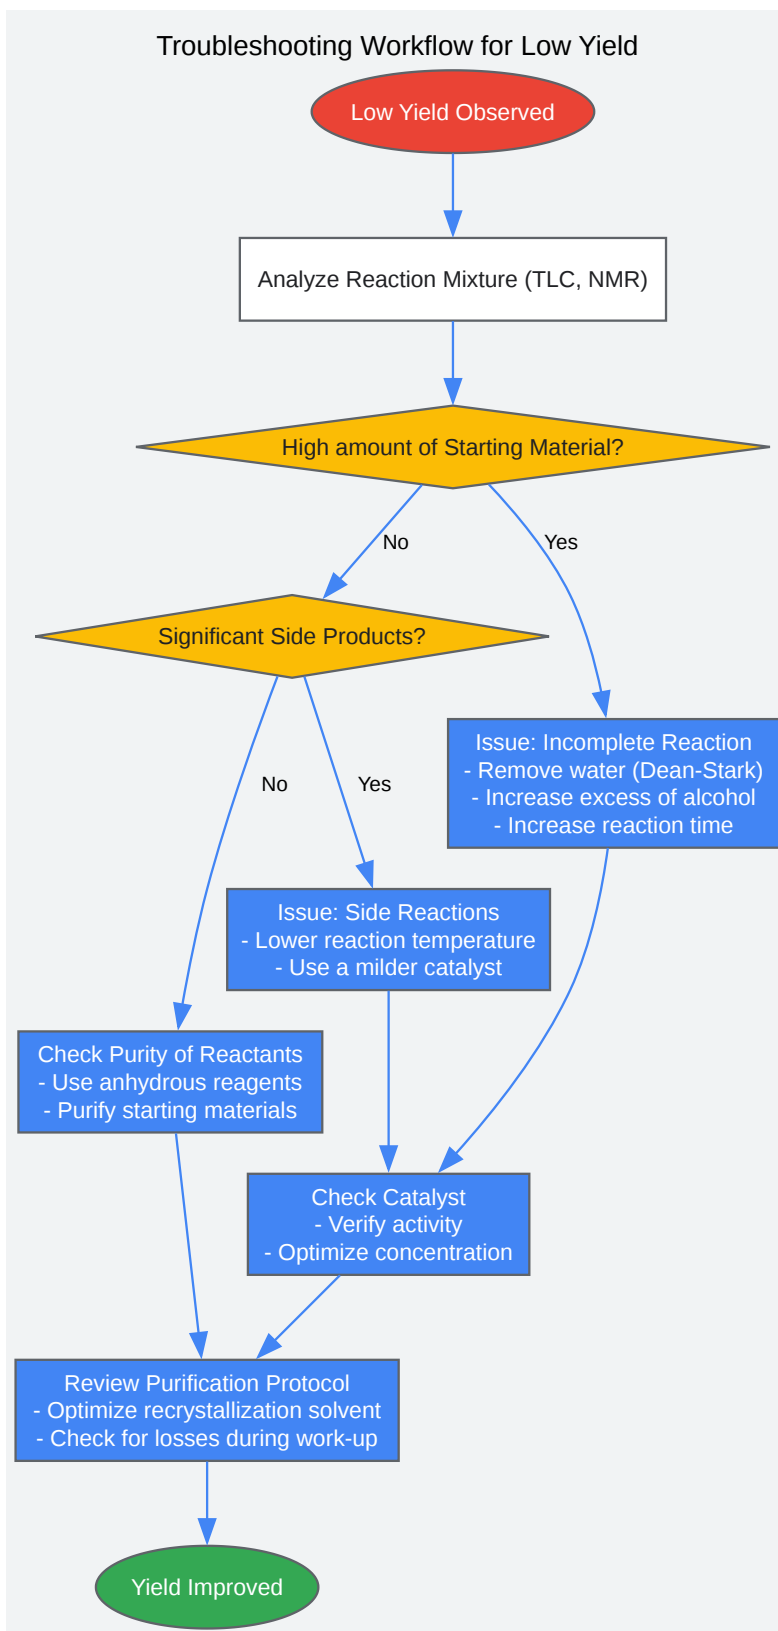 Troubleshooting Workflow for Low Yield
Low Yield Observed
Analyze Reaction Mixture (TLC, NMR)
High amount of Starting Material?
No
Yes
Significant Side Products?
Issue: Incomplete Reaction
- Remove water (Dean-Stark)
- Increase excess of alcohol
- Increase reaction time
No
Yes
Issue: Side Reactions
- Lower reaction temperature
- Use a milder catalyst
Check Purity of Reactants
- Use anhydrous reagents
- Purify starting materials
Check Catalyst
- Verify activity
- Optimize concentration
Review Purification Protocol
- Optimize recrystallization solvent
- Check for losses during work-up
Yield Improved